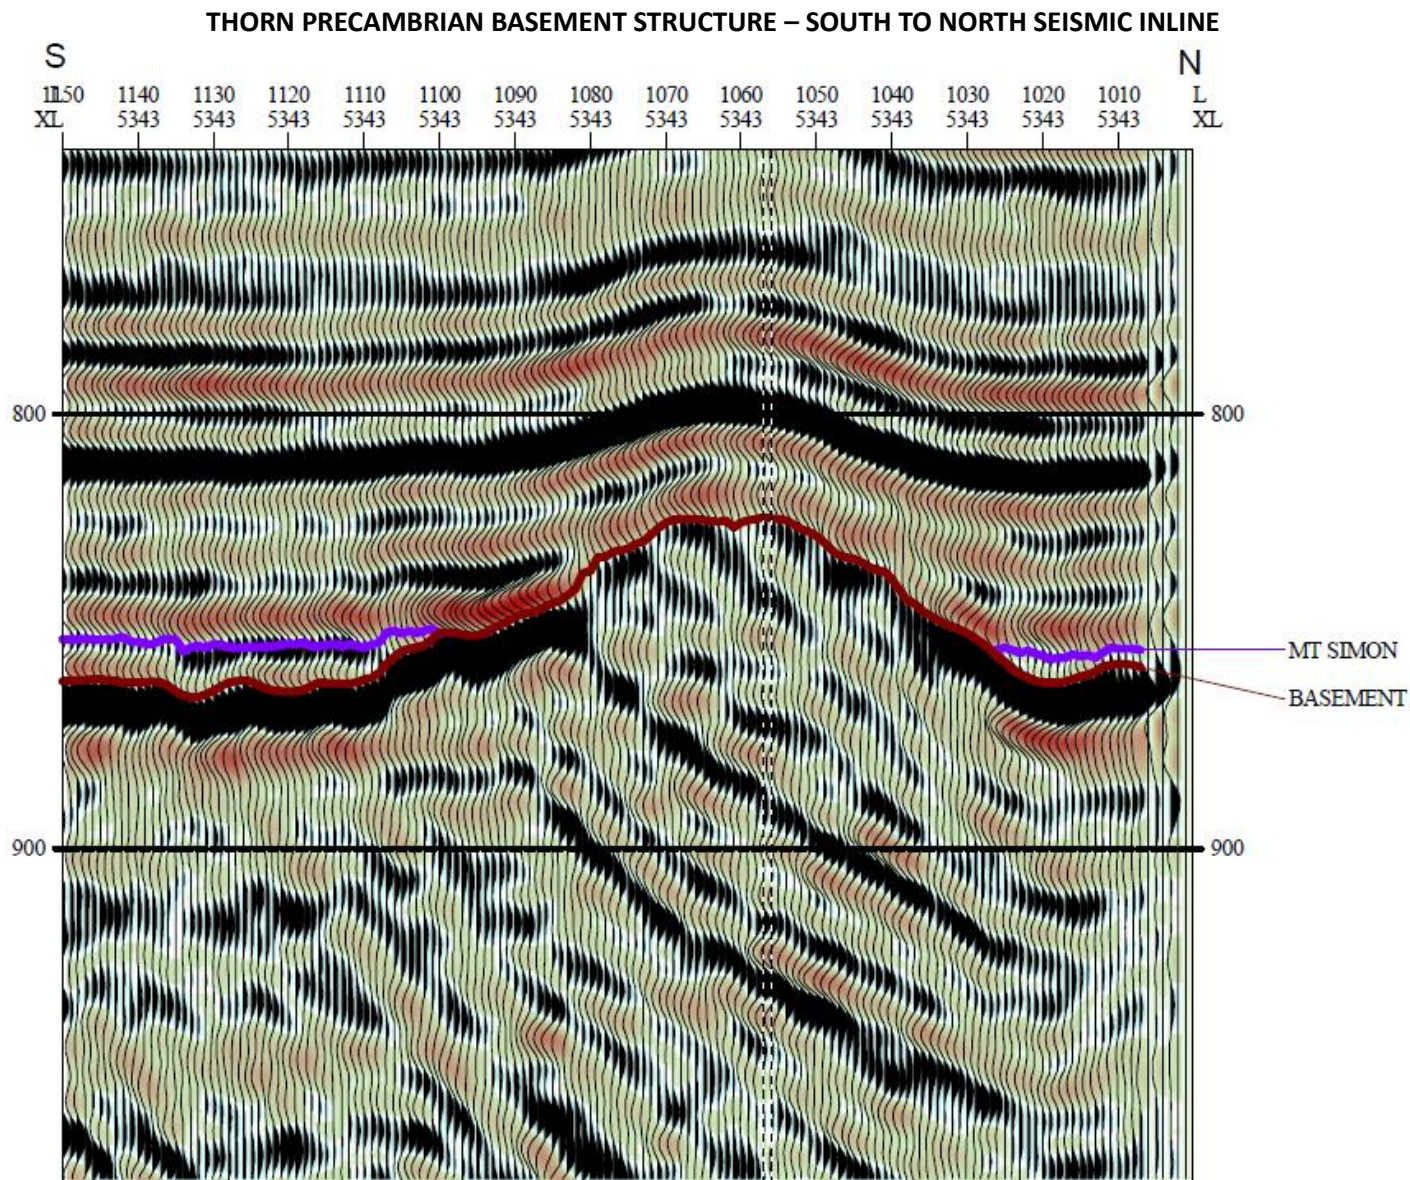 THORN PRECAMBRIAN BASEMENT STRUCTURE – SOUTH TO NORTH SEISMIC INLINE
S N
1150 1140 1130 1120 1110 1100 1090 1080 1070 1060 1050 1040 1030 1020 1010 L
XL 5343 5343 5343 5343 5343 5343 5343 5343 5343 5343 5343 5343 5343 5343 XL
800 800
MT SIMON
BASEMENT
900 900